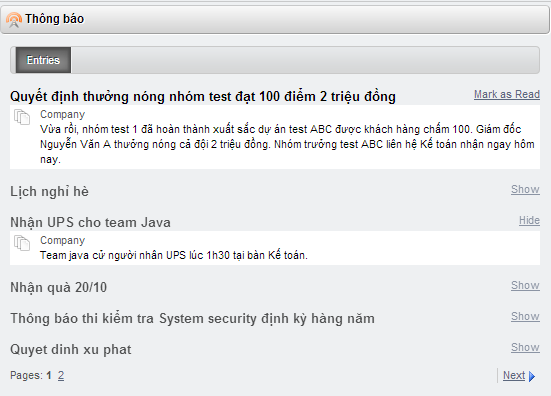 Thông báo
Entries
Quyết định thưởng nóng nhóm test đạt 100 điểm 2 triệu đồng
Mark as Read
Company
Vừa rồi, nhóm test 1 đã hoàn thành xuất sắc dự án test ABC được khách hàng chấm 100. Giám đốc
Nguyễn Văn A thưởng nóng cả đội 2 triệu đồng. Nhóm trưởng test ABC liên hệ Kế toán nhận ngay hôm
nay.
Lịch nghỉ hè
Show
Nhận UPS cho team Java
Hide
Company
Team java cử người nhân UPS lúc 1h30 tại bàn Kế toán.
Nhận quà 20/10
Show
Thông báo thi kiểm tra System security định kỳ hàng năm
Show
Quyet dinh xu phat
Show
Pages: 1 2
Next